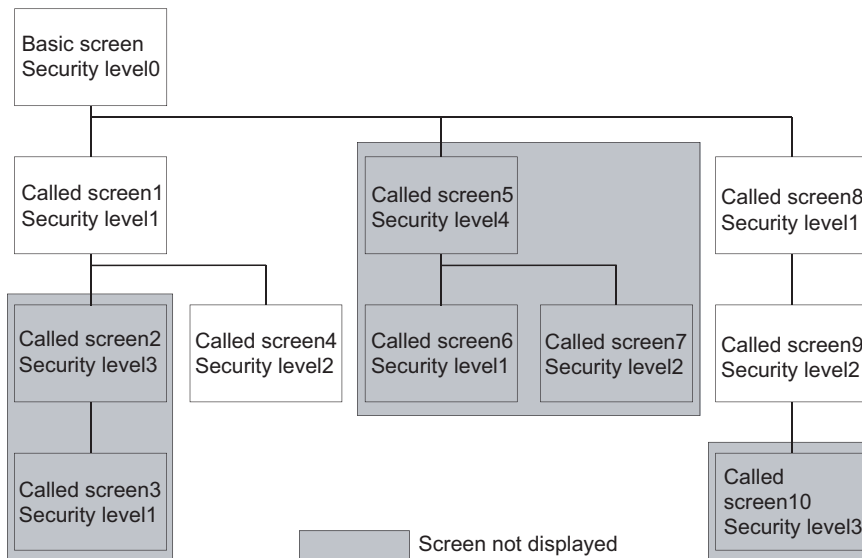 Basic screen
Security level0
Called screen1
Security level1
Called screen5
Security level4
Called screen8
Security level1
Called screen2
Security level3
Called screen4
Security level2
Called screen6
Security level1
Called screen7
Security level2
Called screen9
Security level2
Called screen3
Security level1
Called
screen10
Security level3
Screen not displayed